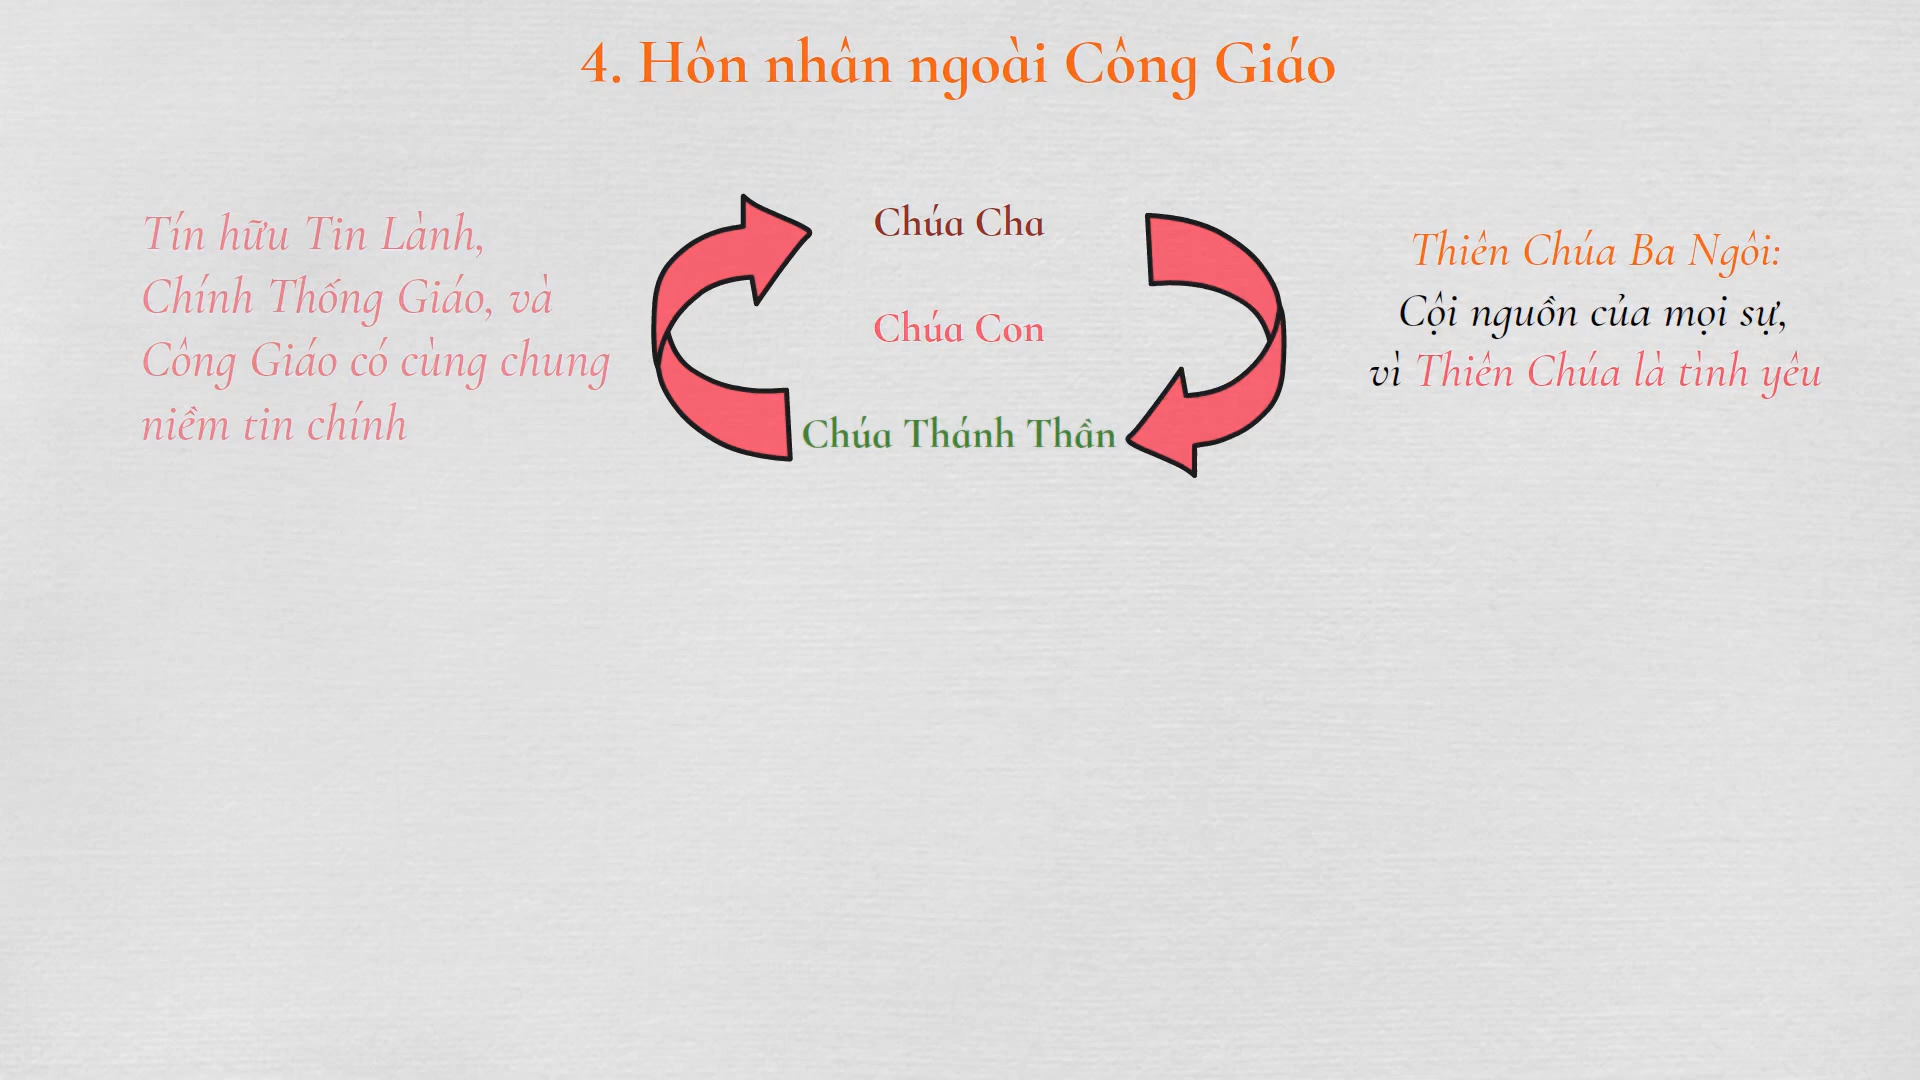 4. Hôn nhân ngoài Công Giáo
Tín hữu Tin Lành,
Chính Thống Giáo, và
Công Giáo có cùng chung
niềm tin chính
Chúa Cha
Chúa Con
Chúa Thánh Thần
Thiên Chúa Ba Ngôi:
Cội nguồn của mọi sự,
vì Thiên Chúa là tình yêu